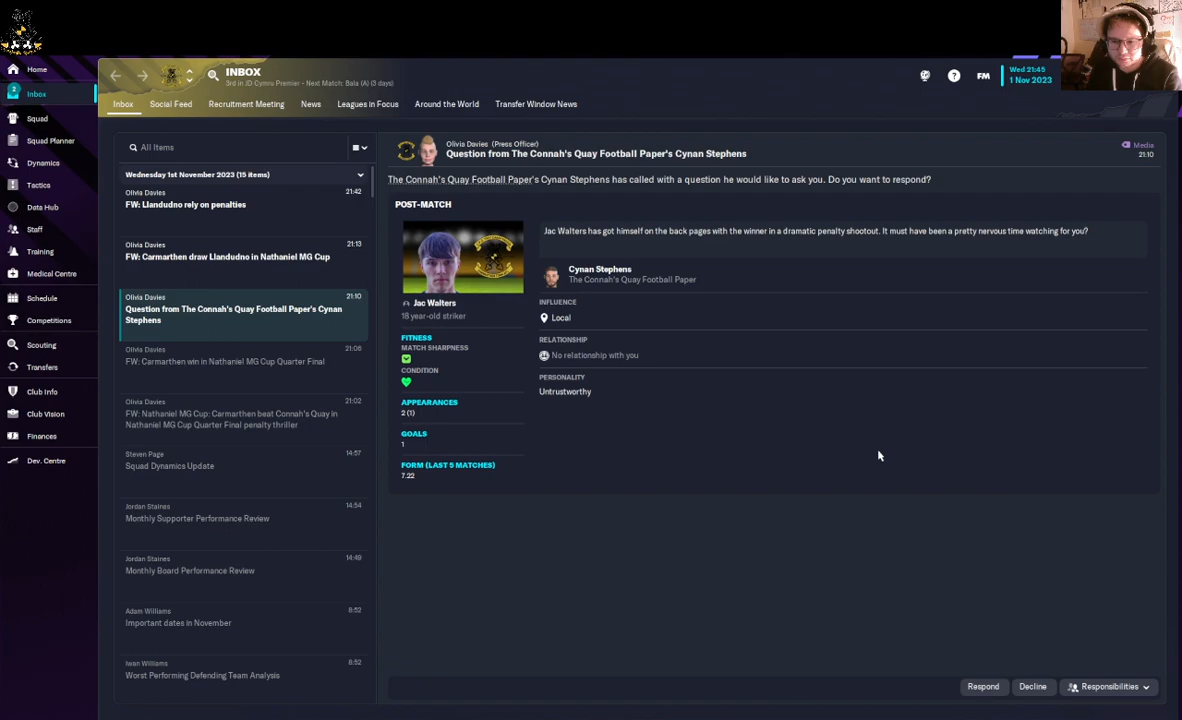 INBOX
3rd in JD Cymru Premier - Next Match: Bala (A) (3 days)
FM
Wed 21:45
1 Nov 2023
Home
2
Inbox
Squad
Squad Planner
Dynamics
Tactics
Data Hub
Staff
Training
Medical Centre
Schedule
Competitions
Scouting
Transfers
Club Info
Club Vision
Finances
Dev. Centre
Inbox Social Feed Recruitment Meeting News Leagues in Focus Around the World Transfer Window News
All Items
Wednesday 1st November 2023 (15 items)
Olivia Davies 21:42
FW: Llandudno rely on penalties
Olivia Davies 21:13
FW: Carmarthen draw Llandudno in Nathaniel MG Cup
Olivia Davies 21:10
Question from The Connah's Quay Football Paper's Cynan
Stephens
Olivia Davies 21:06
FW: Carmarthen win in Nathaniel MG Cup Quarter Final
Olivia Davies 21:02
FW: Nathaniel MG Cup: Carmarthen beat Connah's Quay in
Nathaniel MG Cup Quarter Final penalty thriller
Steven Page 14:57
Squad Dynamics Update
Jordan Staines 14:54
Monthly Supporter Performance Review
Jordan Staines 14:49
Monthly Board Performance Review
Adam Williams 8:52
Important dates in November
Iwan Williams 8:52
Worst Performing Defending Team Analysis
Olivia Davies (Press Officer)
Question from The Connah's Quay Football Paper's Cynan Stephens
Media
21:10
The Connah's Quay Football Paper's Cynan Stephens has called with a question he would like to ask you. Do you want to respond?
POST-MATCH
Jac Walters
18 year-old striker
FITNESS
MATCH SHARPNESS
CONDITION
APPEARANCES
2 (1)
GOALS
1
FORM (LAST 5 MATCHES)
7.22
Jac Walters has got himself on the back pages with the winner in a dramatic penalty shootout. It must have been a pretty nervous time watching for you?
Cynan Stephens
The Connah's Quay Football Paper
INFLUENCE
Local
RELATIONSHIP
No relationship with you
PERSONALITY
Untrustworthy
Respond Decline Responsibilities